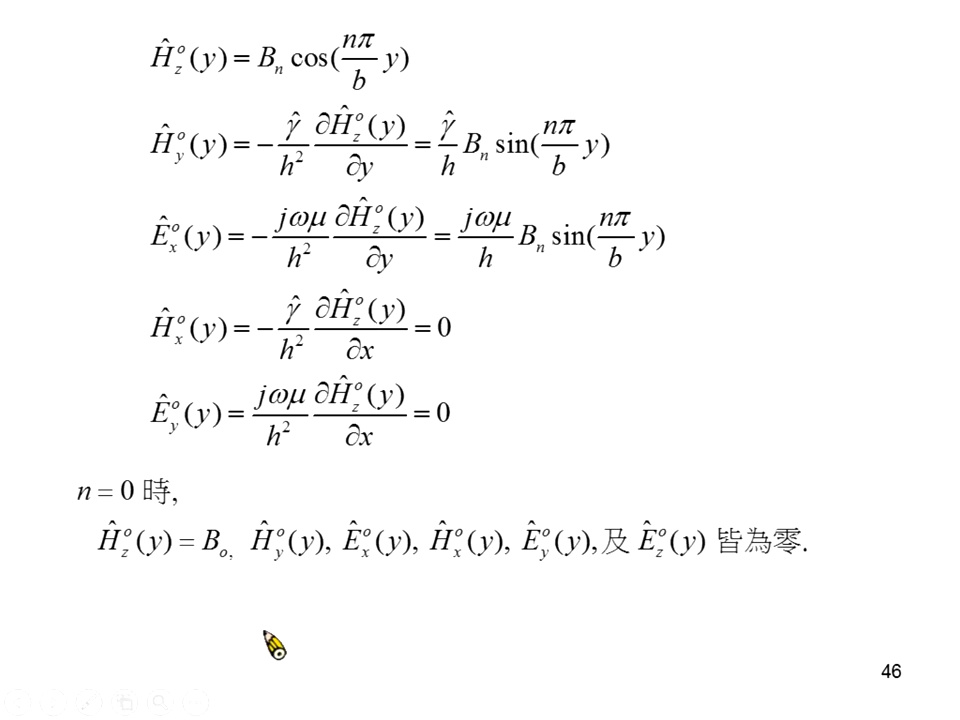 Ĥ_z^o(y) = B_n cos(nπ/b y)
Ĥ_y^o(y) = − γ̂/h² ∂Ĥ_z^o(y)/∂y = γ̂/h B_n sin(nπ/b y)
Ê_x^o(y) = − jωμ/h² ∂Ĥ_z^o(y)/∂y = jωμ/h B_n sin(nπ/b y)
Ĥ_x^o(y) = − γ̂/h² ∂Ĥ_z^o(y)/∂x = 0
Ê_y^o(y) = jωμ/h² ∂Ĥ_z^o(y)/∂x = 0
n = 0 時,
Ĥ_z^o(y) = B_o, Ĥ_y^o(y), Ê_x^o(y), Ĥ_x^o(y), Ê_y^o(y), 及 Ê_z^o(y) 皆為零.
46